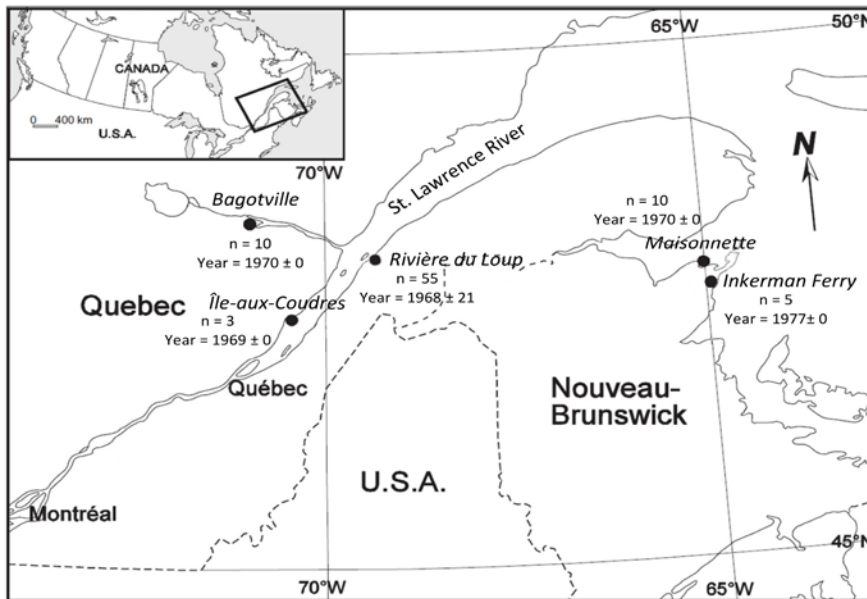 65°W
50°N
CANADA
0 400 km
U.S.A.
70°W
St. Lawrence River
N
Bagotville
n = 10
Year = 1970 ± 0
n = 10
Year = 1970 ± 0
Maisonnette
Rivière du Loup
n = 55
Year = 1968 ± 21
Inkerman Ferry
n = 5
Year = 1977± 0
Quebec
Île-aux-Coudres
n = 3
Year = 1969 ± 0
Québec
Nouveau-
Brunswick
U.S.A.
Montréal
45°N
70°W
65°W